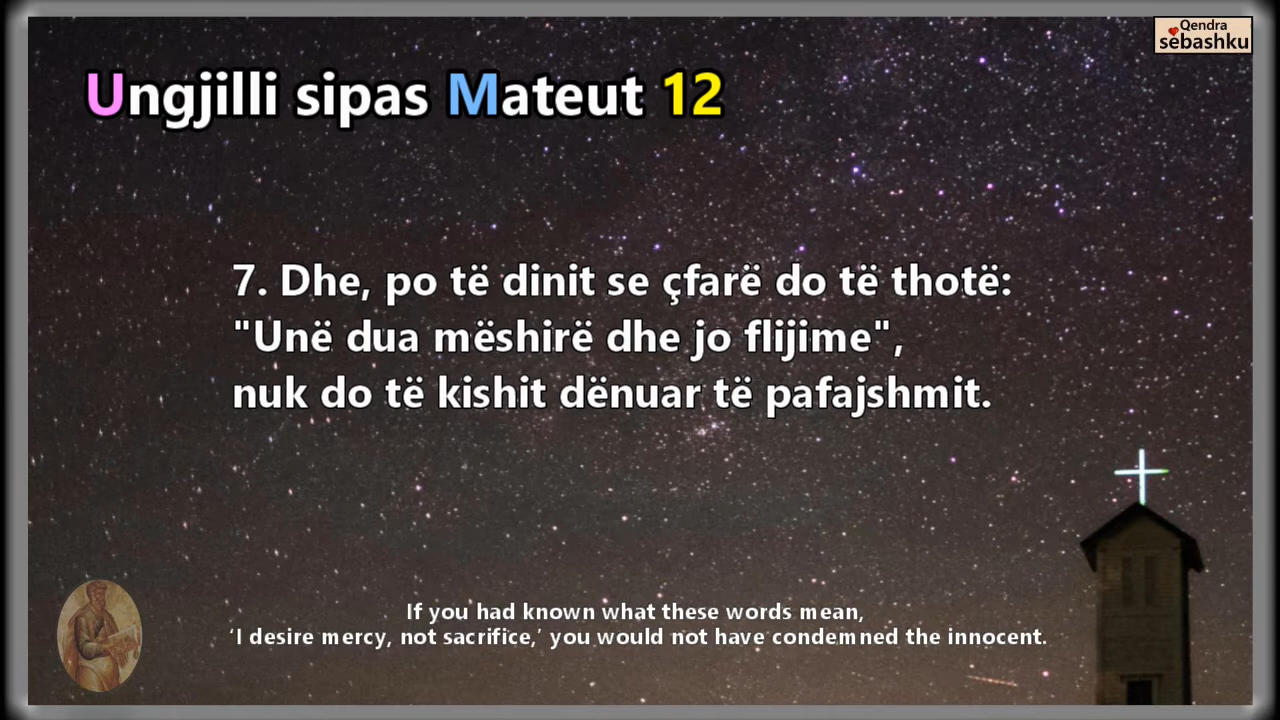 Qendra
sebashku
Ungjilli sipas Mateut 12
7. Dhe, po të dinit se çfarë do të thotë:
"Unë dua mëshirë dhe jo flijime",
nuk do të kishit dënuar të pafajshmit.
If you had known what these words mean,
‘I desire mercy, not sacrifice,’ you would not have condemned the innocent.